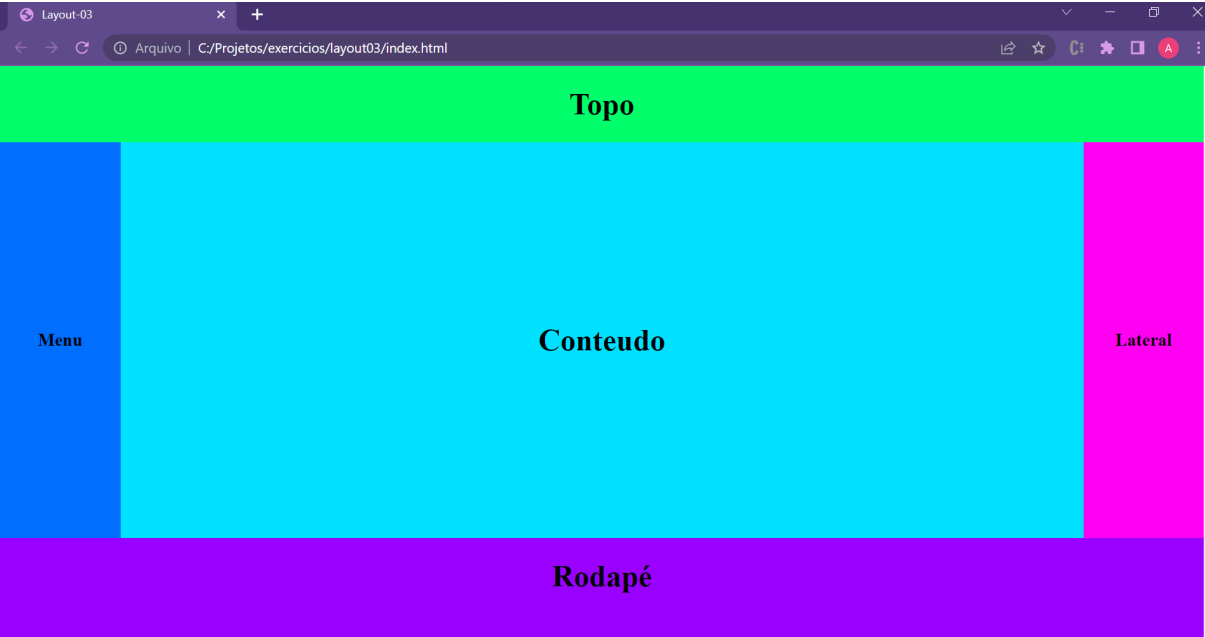 Layout-03
Arquivo
C:/Projetos/exercicios/layout03/index.html
A
Topo
Menu
Conteudo
Lateral
Rodapé